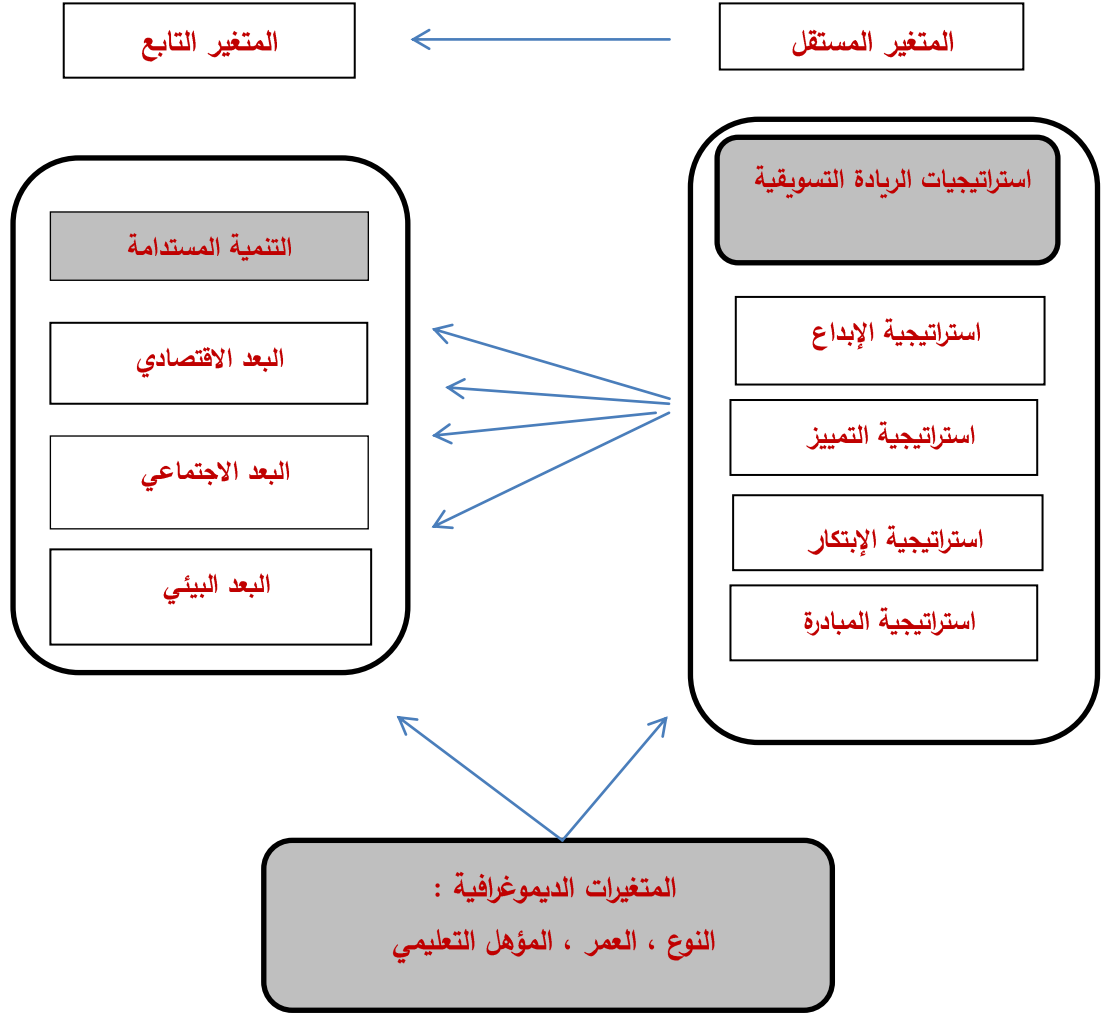 المتغير المستقل
المتغير التابع
استراتيجيات الريادة التسويقية
استراتيجية الإبداع
استراتيجية التمييز
استراتيجية الإبتكار
استراتيجية المبادرة
التنمية المستدامة
البعد الاقتصادي
البعد الاجتماعي
البعد البيئي
المتغيرات الديموغرافية :
النوع ، العمر ، المؤهل التعليمي